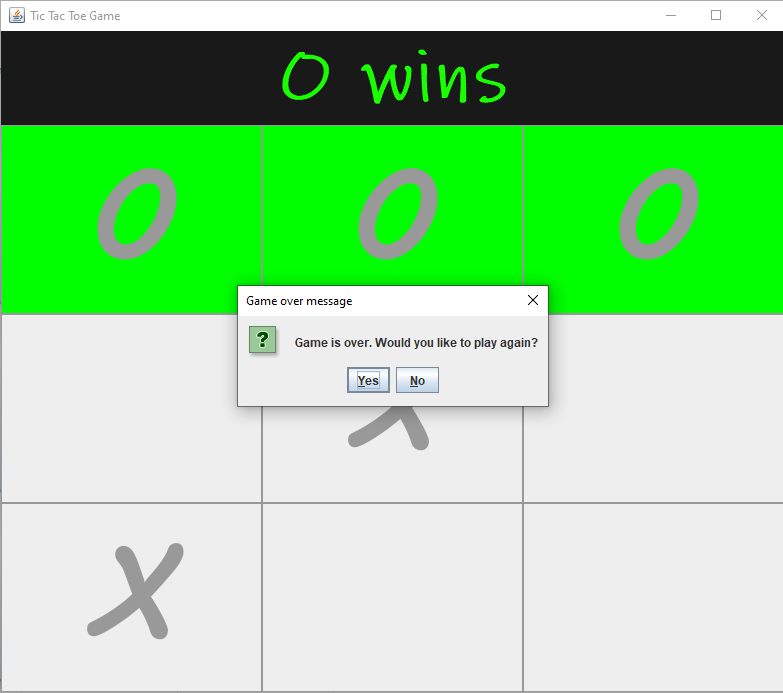 Tic Tac Toe Game
O wins
O O O
Game over message
? Game is over. Would you like to play again?
Yes No
X
X